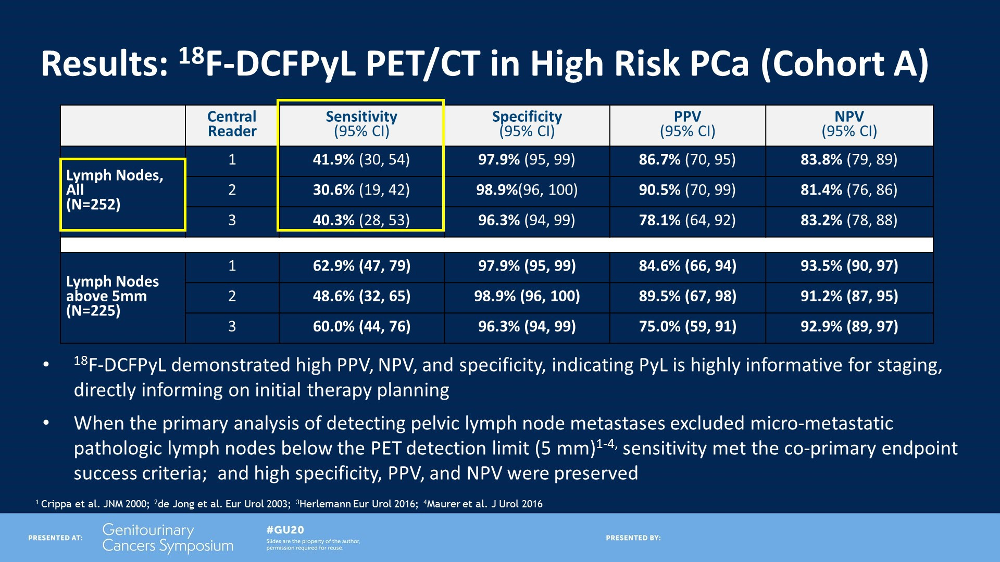 Results: ¹⁸F-DCFPyL PET/CT in High Risk PCa (Cohort A)
Central Reader Sensitivity (95% CI) Specificity (95% CI) PPV (95% CI) NPV (95% CI)
Lymph Nodes, All (N=252)
1 41.9% (30, 54) 97.9% (95, 99) 86.7% (70, 95) 83.8% (79, 89)
2 30.6% (19, 42) 98.9%(96, 100) 90.5% (70, 99) 81.4% (76, 86)
3 40.3% (28, 53) 96.3% (94, 99) 78.1% (64, 92) 83.2% (78, 88)
Lymph Nodes above 5mm (N=225)
1 62.9% (47, 79) 97.9% (95, 99) 84.6% (66, 94) 93.5% (90, 97)
2 48.6% (32, 65) 98.9% (96, 100) 89.5% (67, 98) 91.2% (87, 95)
3 60.0% (44, 76) 96.3% (94, 99) 75.0% (59, 91) 92.9% (89, 97)
• ¹⁸F-DCFPyL demonstrated high PPV, NPV, and specificity, indicating PyL is highly informative for staging,
directly informing on initial therapy planning
• When the primary analysis of detecting pelvic lymph node metastases excluded micro-metastatic
pathologic lymph nodes below the PET detection limit (5 mm)¹⁻⁴, sensitivity met the co-primary endpoint
success criteria; and high specificity, PPV, and NPV were preserved
¹ Crippa et al. JNM 2000; ²de Jong et al. Eur Urol 2003; ³Herlemann Eur Urol 2016; ⁴Maurer et al. J Urol 2016
PRESENTED AT:
Genitourinary
Cancers Symposium
#GU20
Slides are the property of the author,
permission required for reuse.
PRESENTED BY: